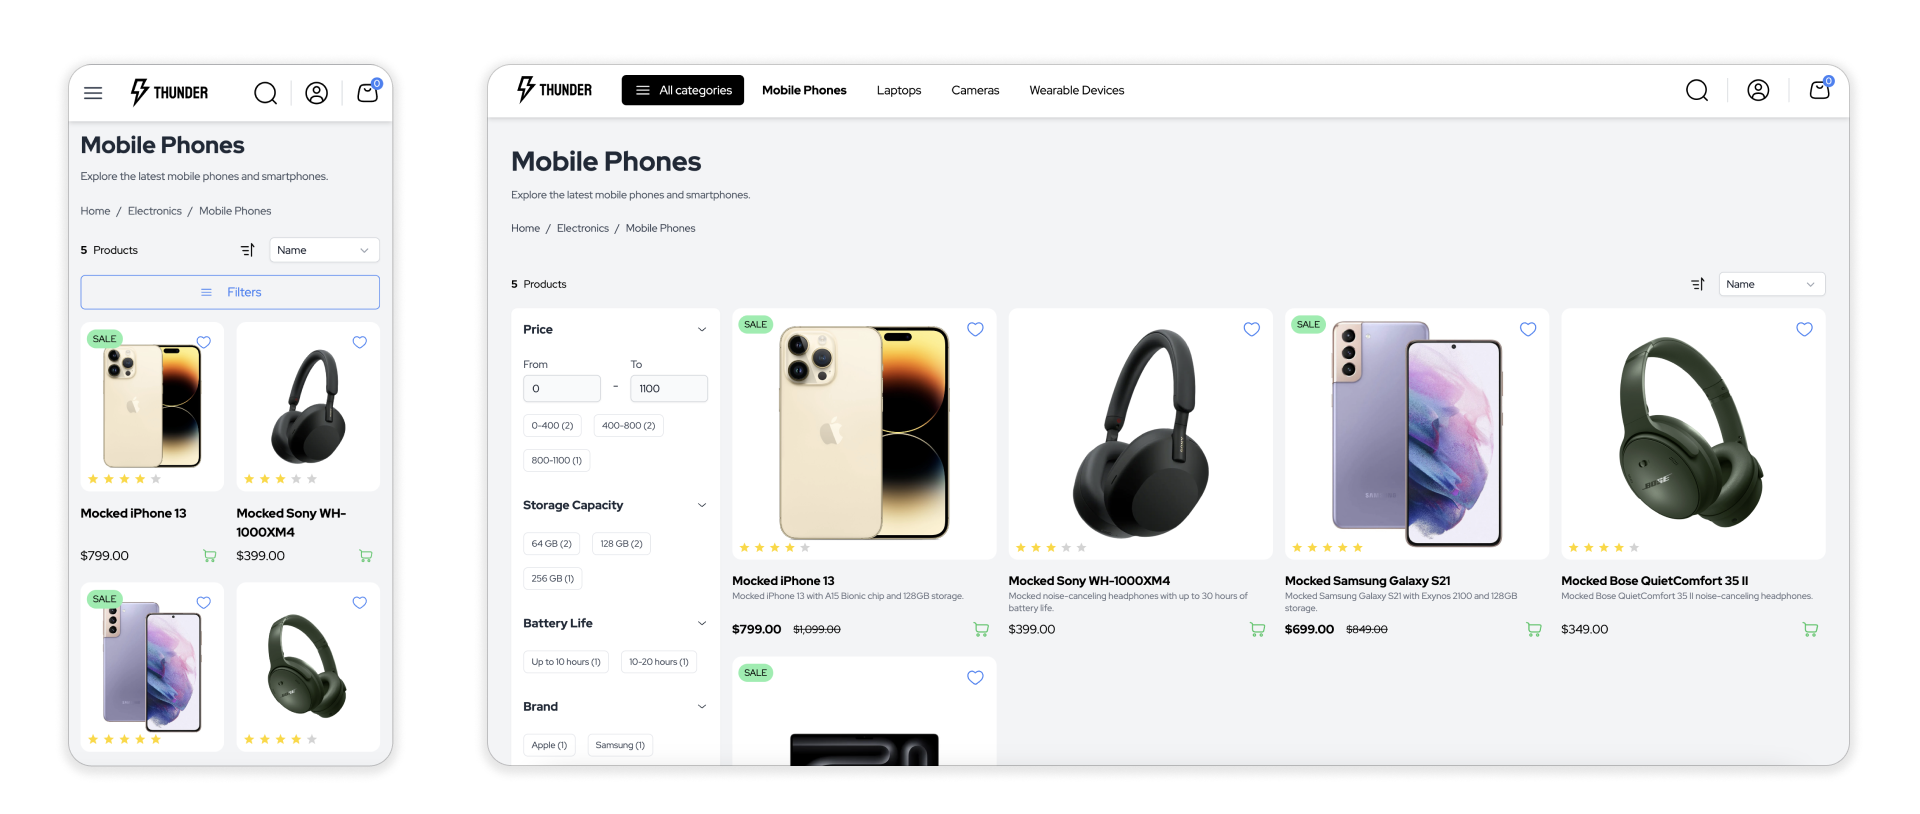 THUNDER
0
Mobile Phones
Explore the latest mobile phones and smartphones.
Home / Electronics / Mobile Phones
5 Products
Name
Filters
SALE
Mocked iPhone 13
$799.00
Mocked Sony WH-
1000XM4
$399.00
SALE
THUNDER
All categories
Mobile Phones
Laptops
Cameras
Wearable Devices
0
Mobile Phones
Explore the latest mobile phones and smartphones.
Home / Electronics / Mobile Phones
5 Products
Name
Price
From
To
0
-
1100
0-400 (2)
400-800 (2)
800-1100 (1)
Storage Capacity
64 GB (2)
128 GB (2)
256 GB (1)
Battery Life
Up to 10 hours (1)
10-20 hours (1)
Brand
Apple (1)
Samsung (1)
SALE
Mocked iPhone 13
Mocked iPhone 13 with A15 Bionic chip and 128GB storage.
$799.00 $1,099.00
Mocked Sony WH-1000XM4
Mocked noise-canceling headphones with up to 30 hours of
battery life.
$399.00
SALE
SAMSUNG
Mocked Samsung Galaxy S21
Mocked Samsung Galaxy S21 with Exynos 2100 and 128GB
storage.
$699.00 $849.00
BOSE
Mocked Bose QuietComfort 35 II
Mocked Bose QuietComfort 35 II noise-canceling headphones.
$349.00
SALE